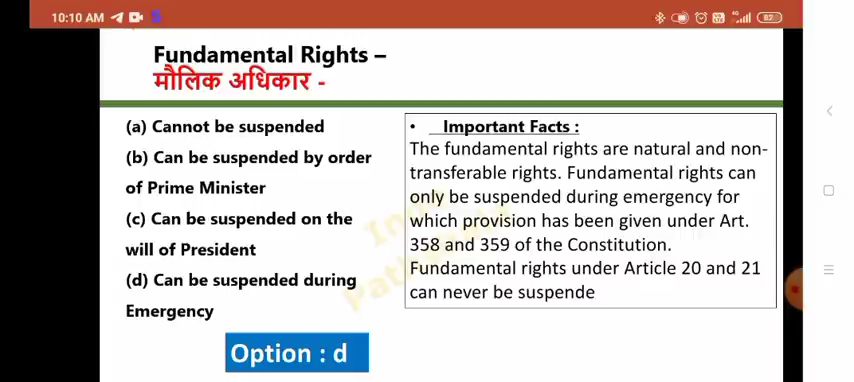 10:10 AM
82
Fundamental Rights –
मौलिक अधिकार -
(a) Cannot be suspended
(b) Can be suspended by order
of Prime Minister
(c) Can be suspended on the
will of President
(d) Can be suspended during
Emergency
• Important Facts :
The fundamental rights are natural and non-
transferable rights. Fundamental rights can
only be suspended during emergency for
which provision has been given under Art.
358 and 359 of the Constitution.
Fundamental rights under Article 20 and 21
can never be suspende
Option : d